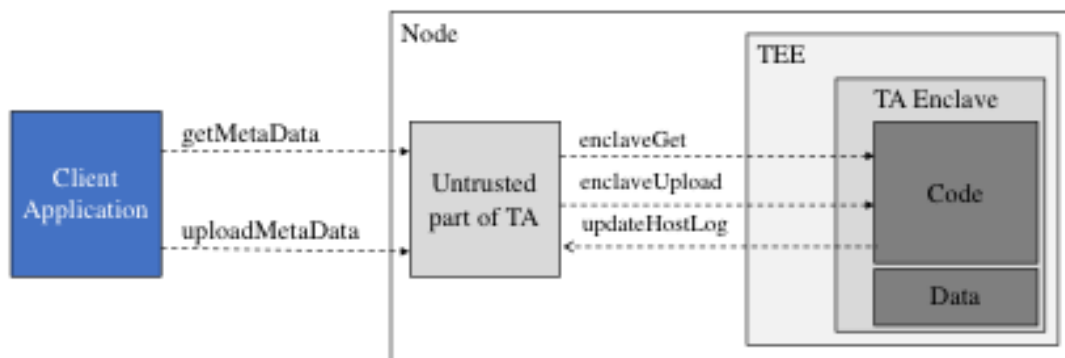 Node
TEE
TA Enclave
getMetaData
enclaveGet
Client
Application
Untrusted
part of TA
enclaveUpload
Code
uploadMetaData
updateHostLog
Data